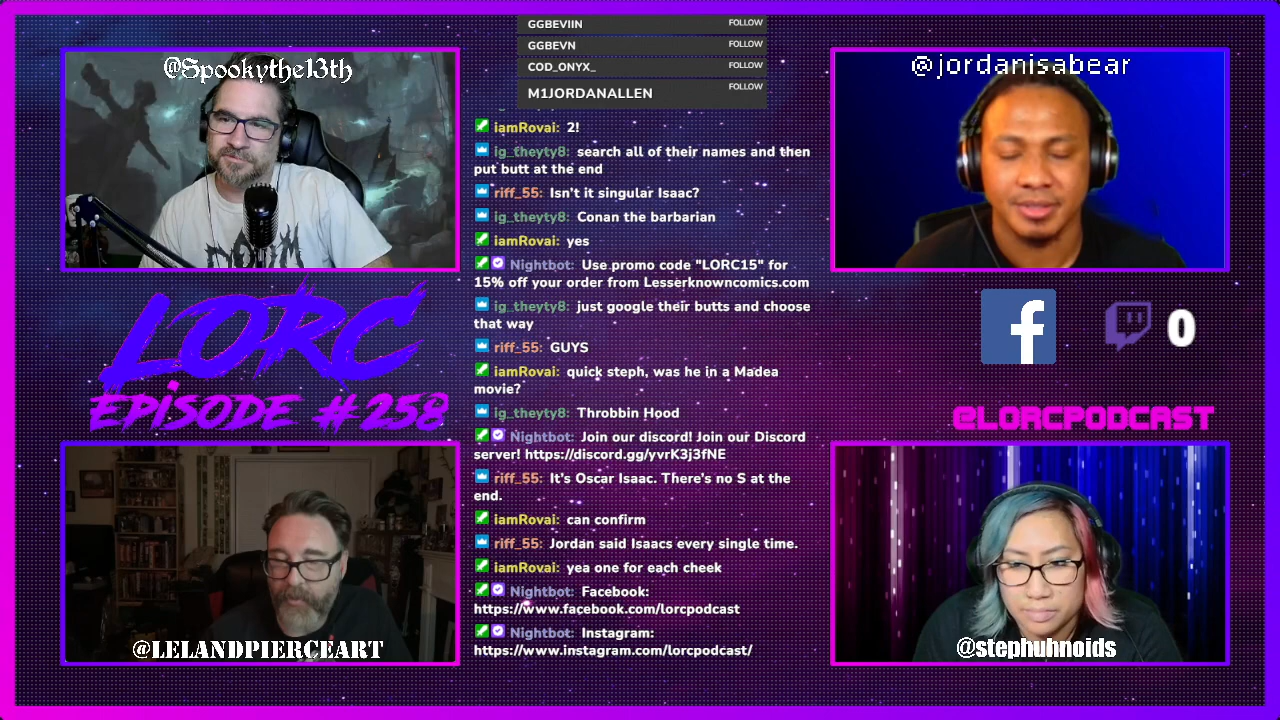 GGBEVIIN FOLLOW
GGBEVN FOLLOW
COD_ONYX_ FOLLOW
M1JORDANALLEN FOLLOW
@Spookythe13th
@jordanisabear
iamRovai: 2!
ig_theyty8: search all of their names and then
put butt at the end
riff_55: Isn't it singular Isaac?
ig_theyty8: Conan the barbarian
iamRovai: yes
Nightbot: Use promo code "LORC15" for
15% off your order from Lesserknowncomics.com
ig_theyty8: just google their butts and choose
that way
riff_55: GUYS
iamRovai: quick steph, was he in a Madea
movie?
ig_theyty8: Throbbin Hood
Nightbot: Join our discord! Join our Discord
server! https://discord.gg/yvrK3j3fNE
riff_55: It's Oscar Isaac. There's no S at the
end.
iamRovai: can confirm
riff_55: Jordan said Isaacs every single time.
iamRovai: yea one for each cheek
Nightbot: Facebook:
https://www.facebook.com/lorcpodcast
Nightbot: Instagram:
https://www.instagram.com/lorcpodcast/
LORC
EPISODE #258
f
0
@LORCPODCAST
@LELANDPIERCEART
@stephuhnoids